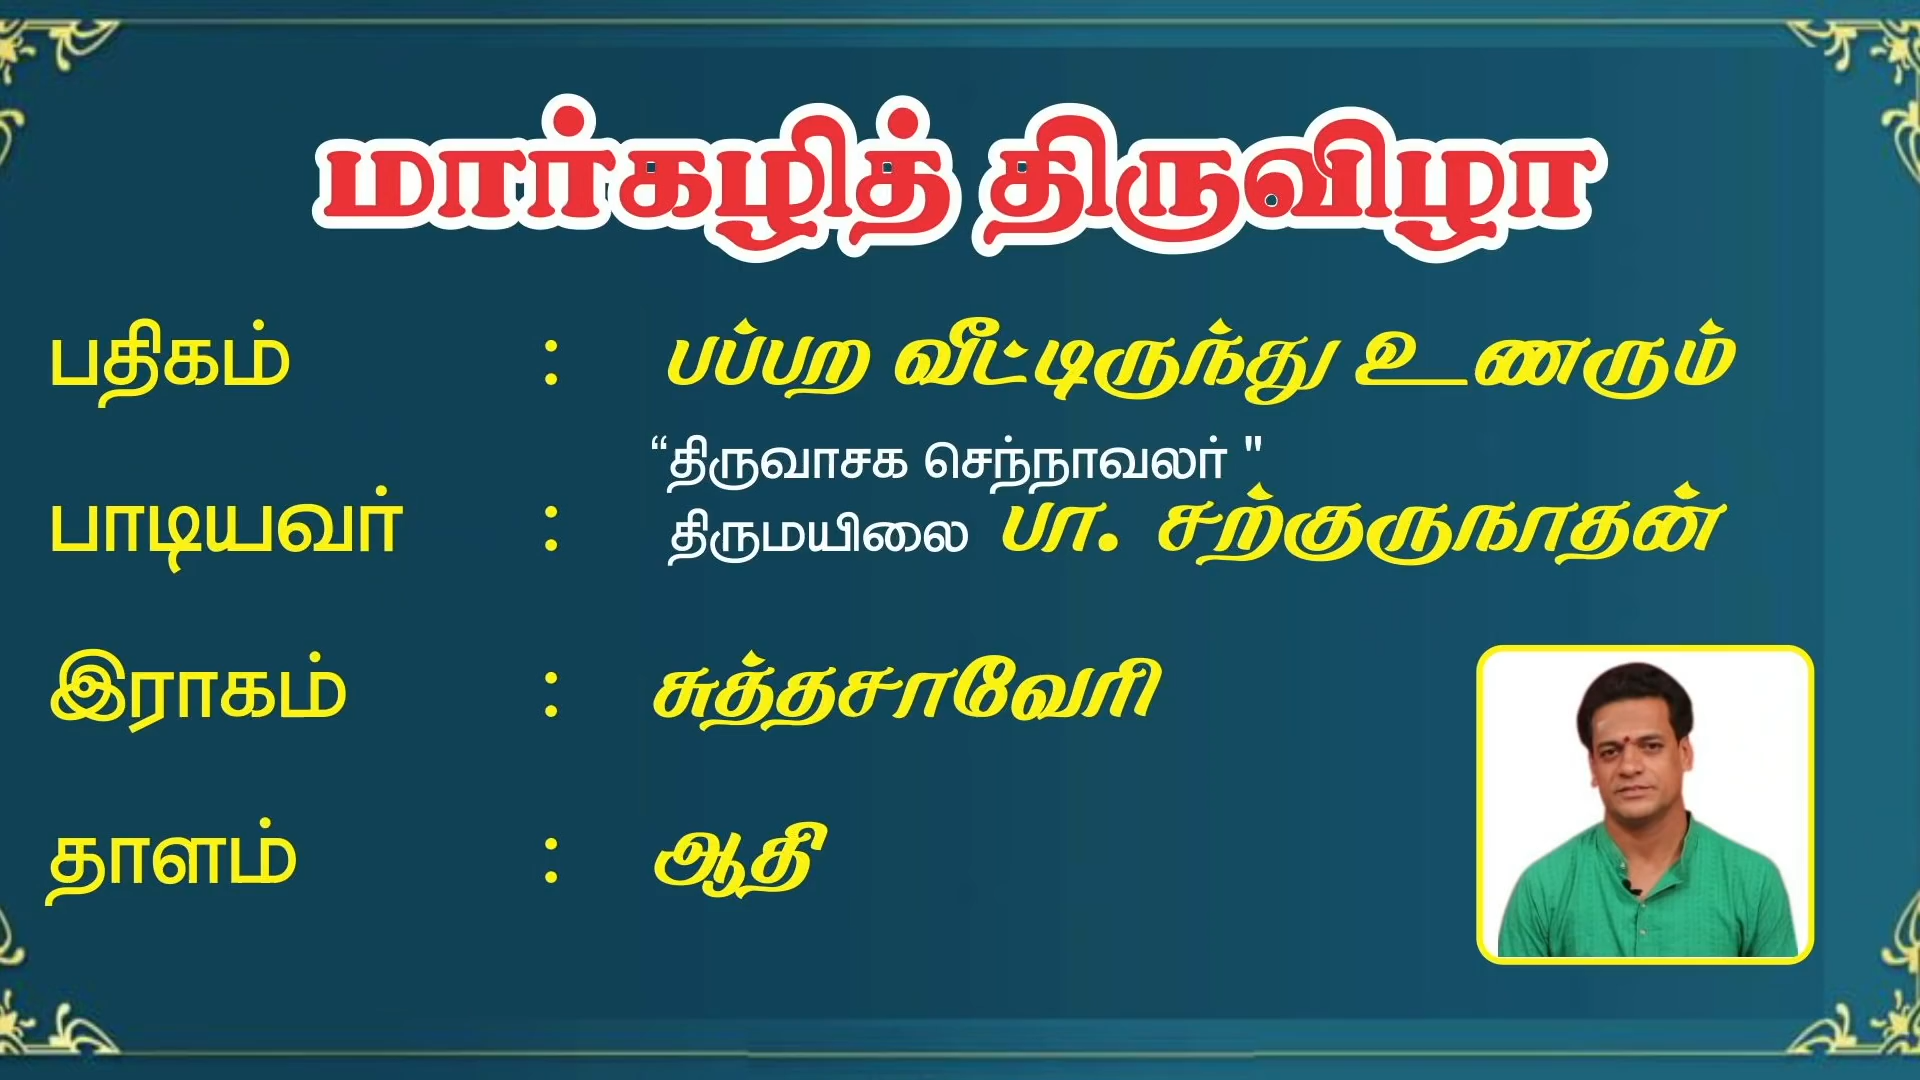 மார்கழித் திருவிழா
பதிகம் : பப்பற வீட்டிருந்து உணரும்
“திருவாசக செந்நாவலர் "
பாடியவர் : திருமயிலை பா. சற்குருநாதன்
இராகம் : சுத்தசாவேரி
தாளம் : ஆதி